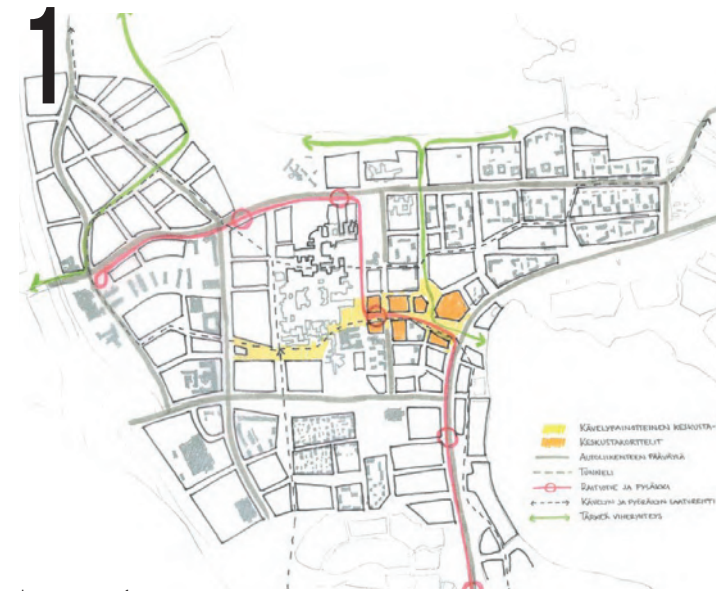 1
KÄVELYPAINOTTEINEN KESKUSTA-
KESKUSTAKORTTELIT
AUTOLIIKENTEEN PÄÄVÄYLÄ
TUNNELI
RAITIOTIE JA PYSÄKKI
KÄVELYN JA PYÖRÄILYN LAATUREITTI
TÄRKEÄ VIHERYHTEYS